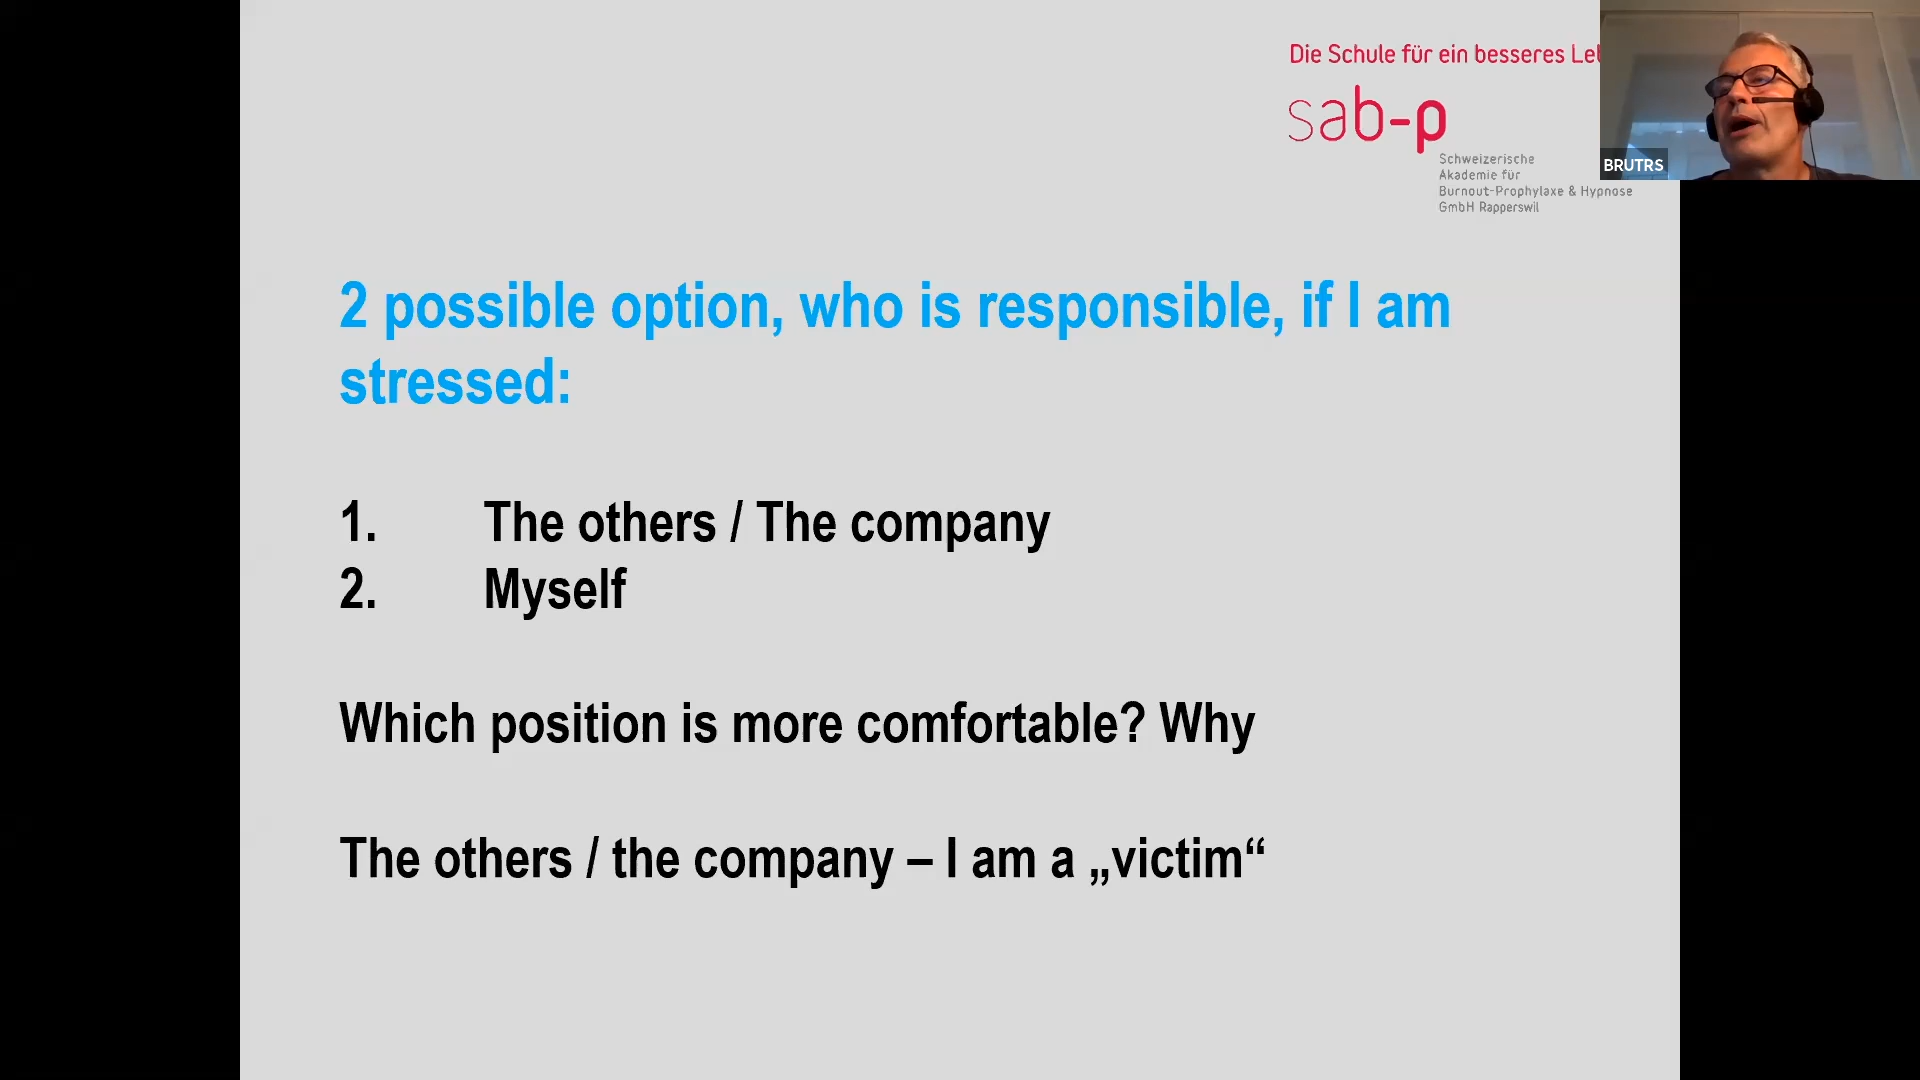 Die Schule für ein besseres Le
sab-p
Schweizerische
Akademie für
Burnout-Prophylaxe & Hypnose
GmbH Rapperswil
BRUTRS
2 possible option, who is responsible, if I am
stressed:
1. The others / The company
2. Myself
Which position is more comfortable? Why
The others / the company – I am a „victim“